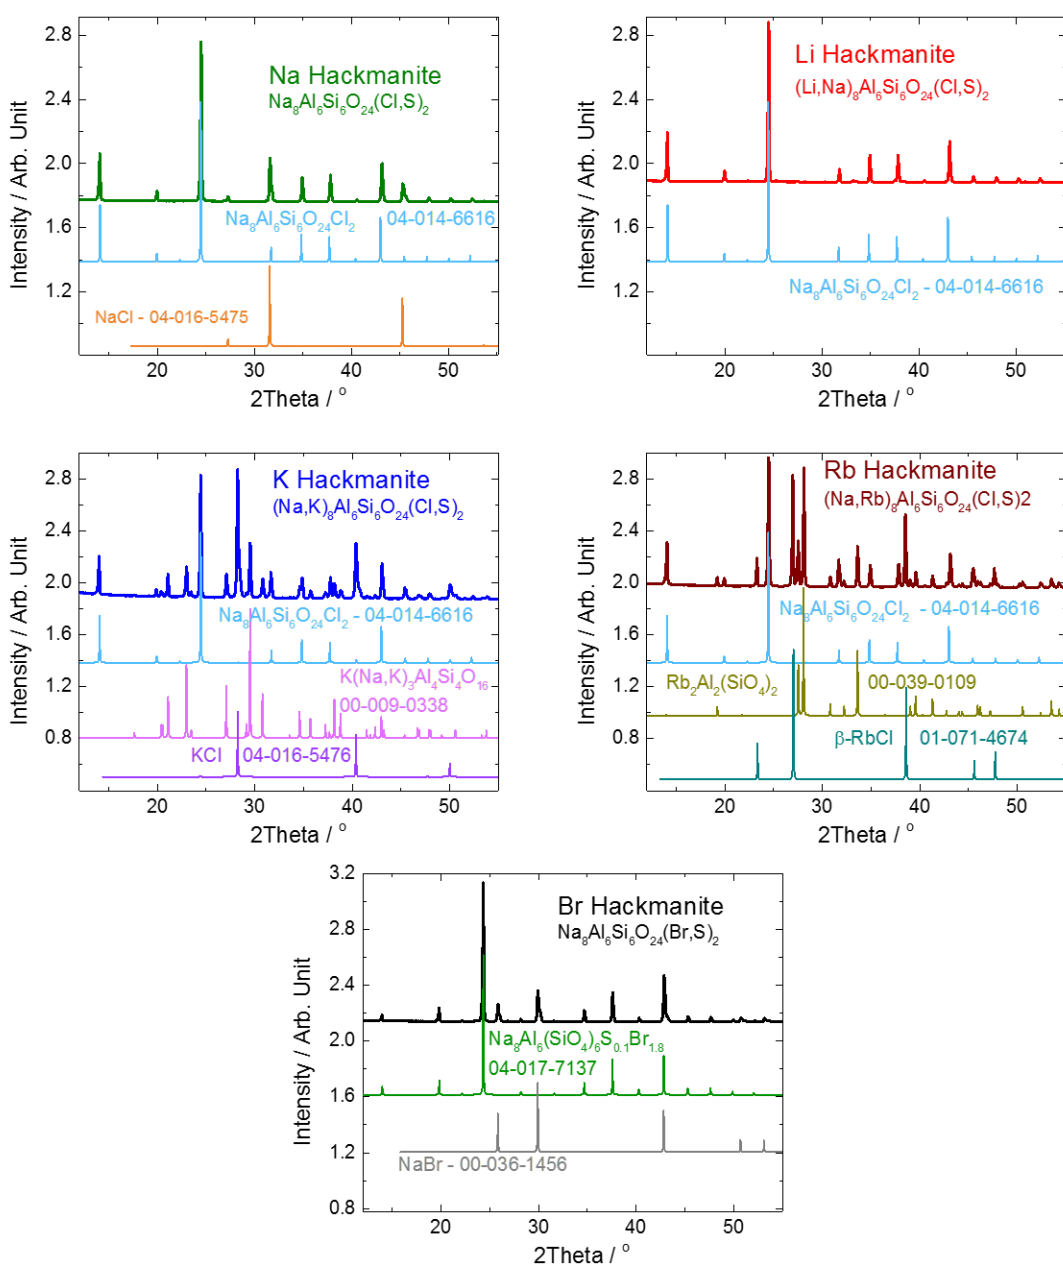 Na Hackmanite
Na₈Al₆Si₆O₂₄(Cl,S)₂
Na₈Al₆Si₆O₂₄Cl₂ 04-014-6616
NaCl - 04-016-5475
Intensity / Arb. Unit
2.8
2.4
2.0
1.6
1.2
20 30 40 50
2Theta / °
Li Hackmanite
(Li,Na)₈Al₆Si₆O₂₄(Cl,S)₂
Na₈Al₆Si₆O₂₄Cl₂ - 04-014-6616
Intensity / Arb. Unit
2.8
2.4
2.0
1.6
1.2
20 30 40 50
2Theta / °
K Hackmanite
(Na,K)₈Al₆Si₆O₂₄(Cl,S)₂
Na₈Al₆Si₆O₂₄Cl₂ - 04-014-6616
K(Na,K)₃Al₄Si₄O₁₆
00-009-0338
KCl 04-016-5476
Intensity / Arb. Unit
2.8
2.4
2.0
1.6
1.2
0.8
20 30 40 50
2Theta / °
Rb Hackmanite
(Na,Rb)₈Al₆Si₆O₂₄(Cl,S)2
Na₈Al₆Si₆O₂₄Cl₂ - 04-014-6616
Rb₂Al₂(SiO₄)₂ 00-039-0109
β-RbCl 01-071-4674
Intensity / Arb. Unit
2.8
2.4
2.0
1.6
1.2
0.8
20 30 40 50
2Theta / °
Br Hackmanite
Na₈Al₆Si₆O₂₄(Br,S)₂
Na₈Al₆(SiO₄)₆S₀.₁Br₁.₈
04-017-7137
NaBr - 00-036-1456
Intensity / Arb. Unit
3.2
2.8
2.4
2.0
1.6
1.2
0.8
20 30 40 50
2Theta / °